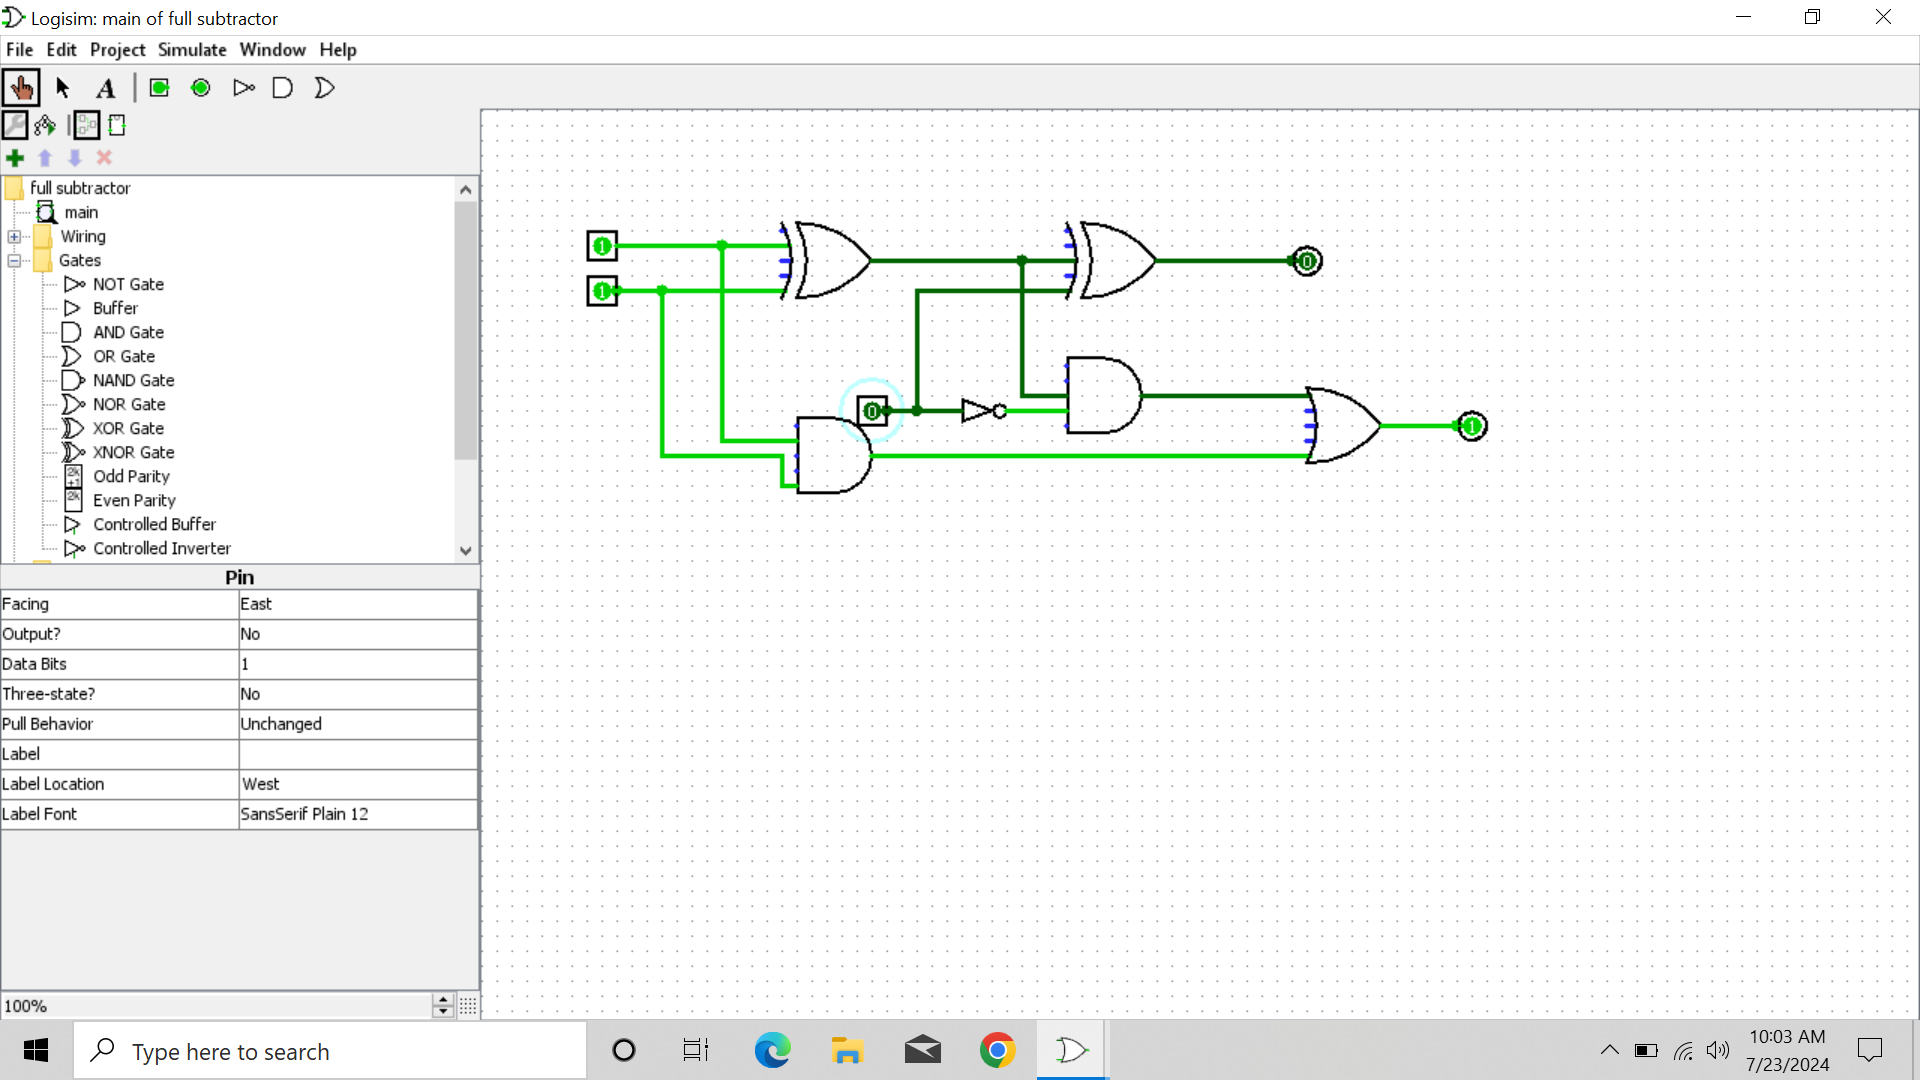 Logisim: main of full subtractor
File Edit Project Simulate Window Help
A
full subtractor
main
Wiring
Gates
NOT Gate
Buffer
AND Gate
OR Gate
NAND Gate
NOR Gate
XOR Gate
XNOR Gate
2k+1 Odd Parity
2k Even Parity
Controlled Buffer
Controlled Inverter
Pin
Facing East
Output? No
Data Bits 1
Three-state? No
Pull Behavior Unchanged
Label
Label Location West
Label Font SansSerif Plain 12
100%
1
1
0
0
1
Type here to search
10:03 AM
7/23/2024